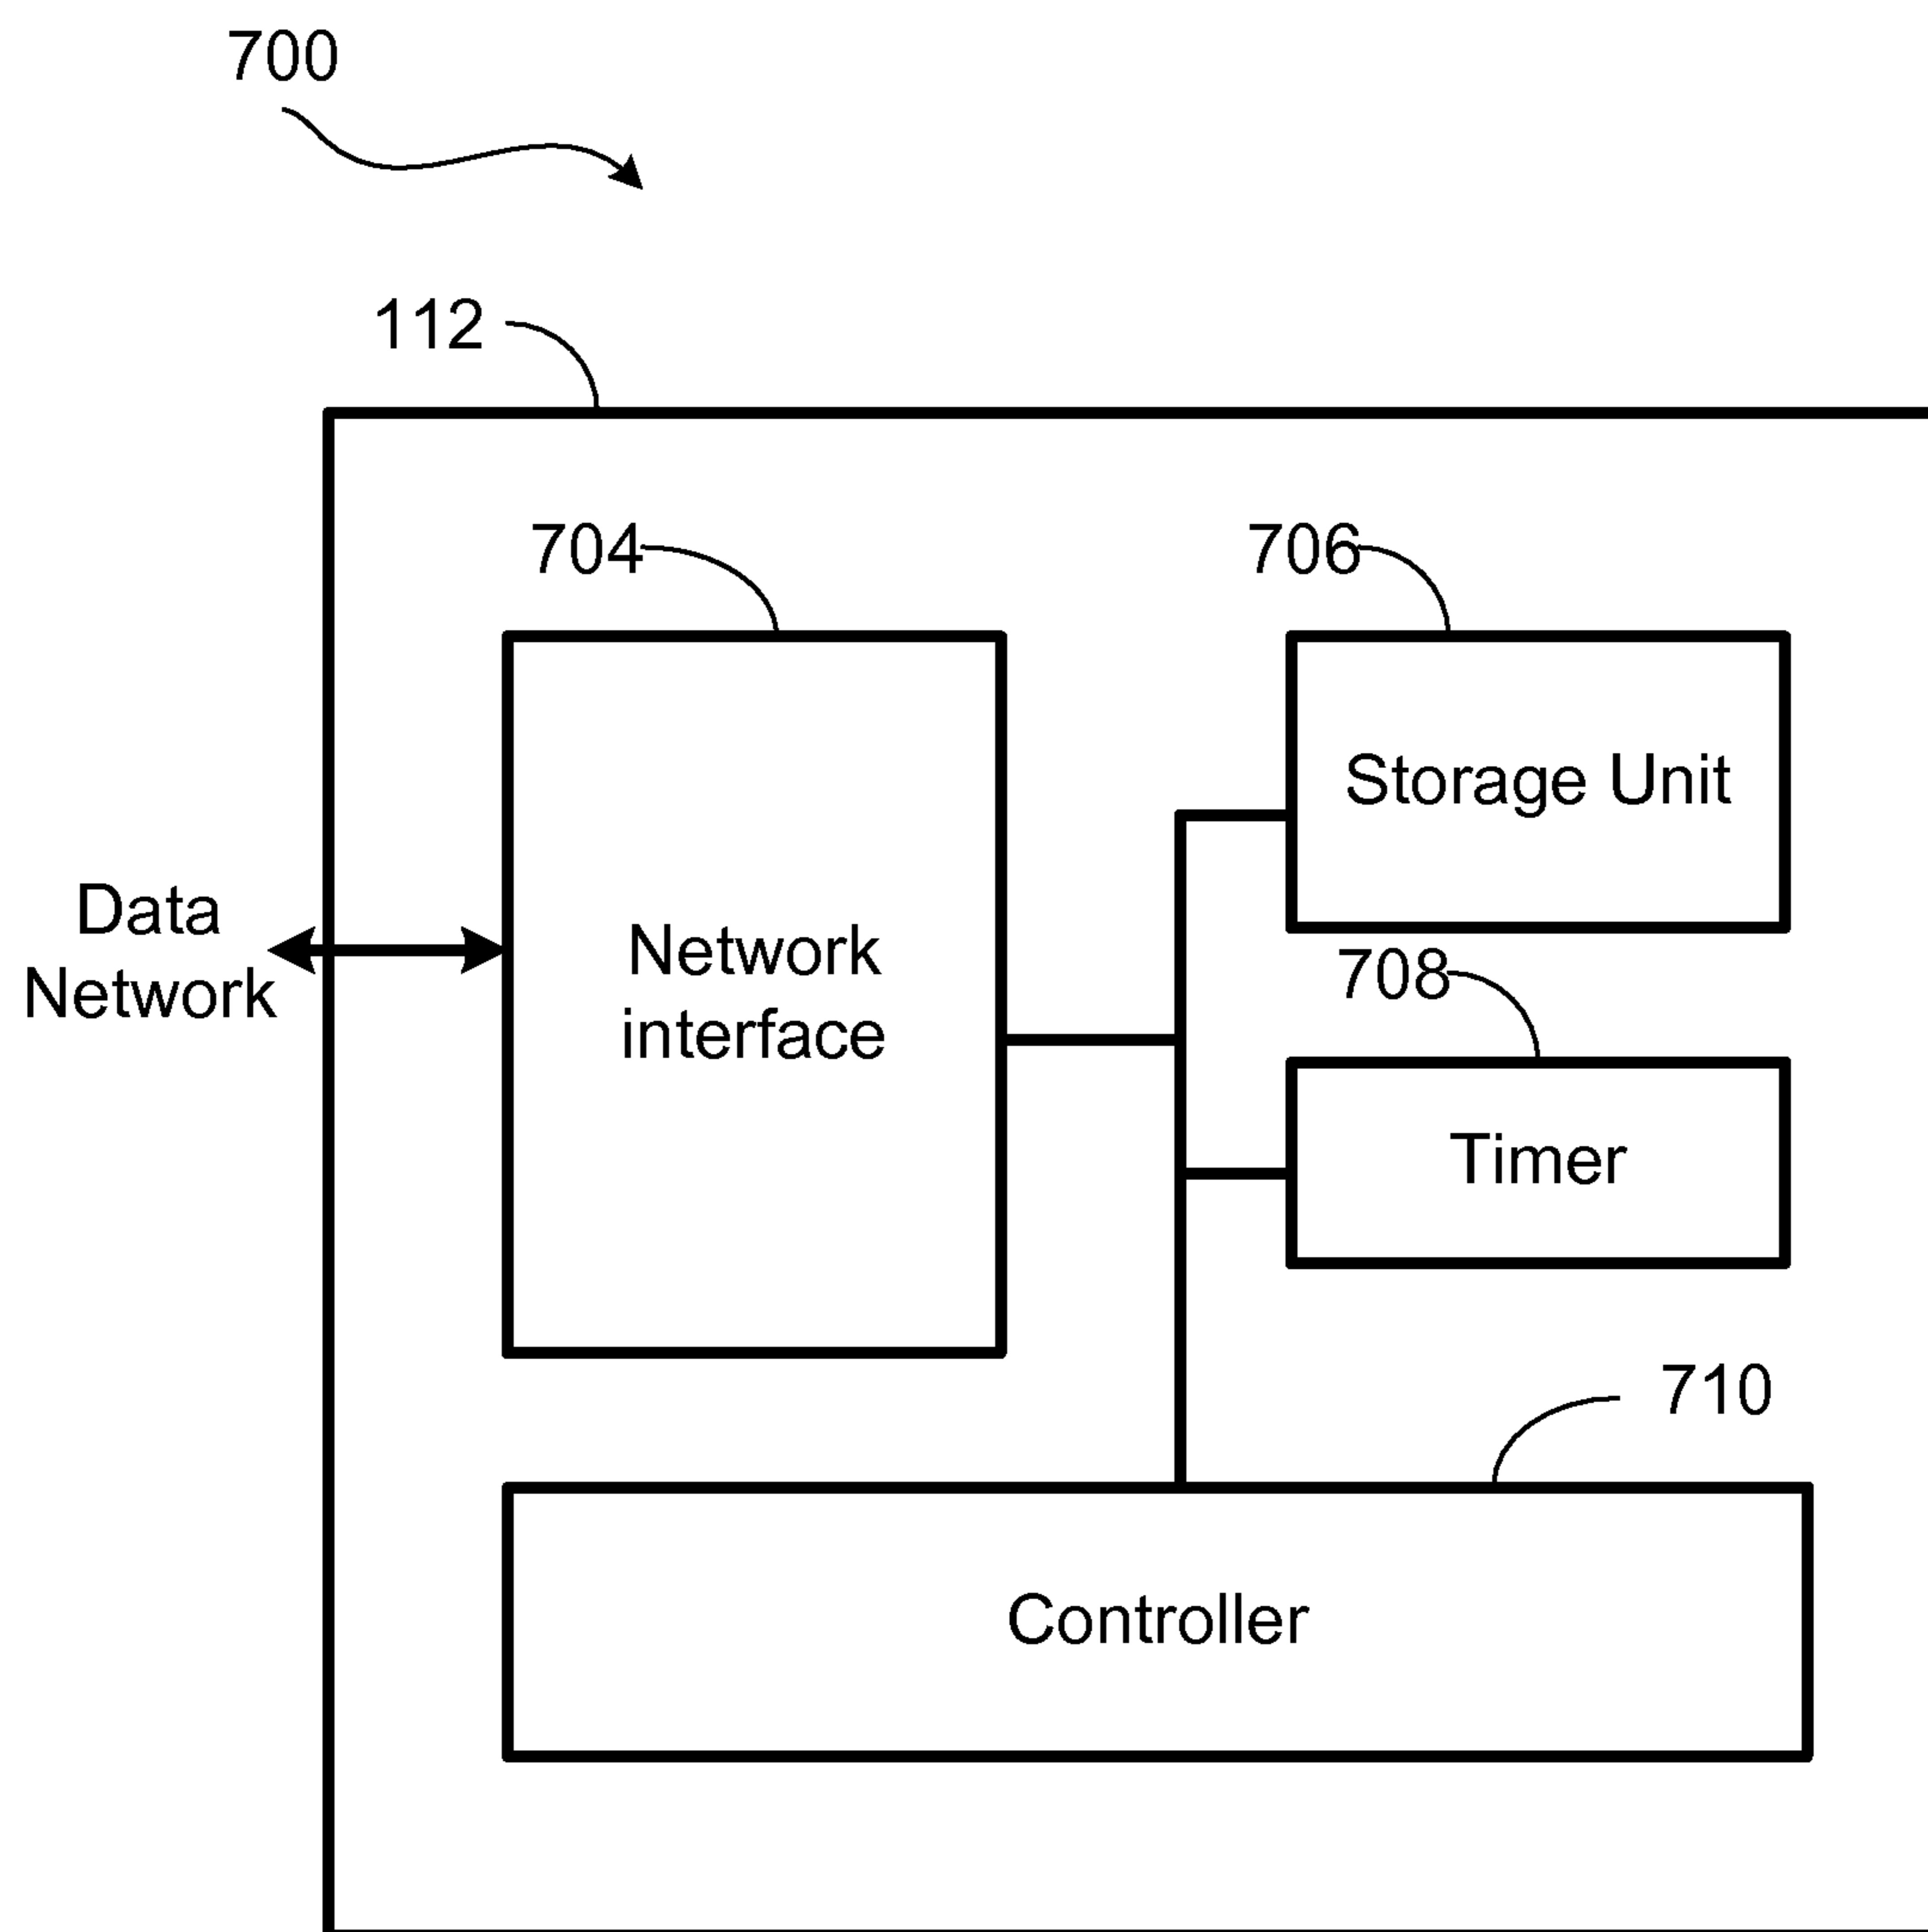 700
112
704
706
Storage Unit
Data
Network
Network
interface
708
Timer
710
Controller